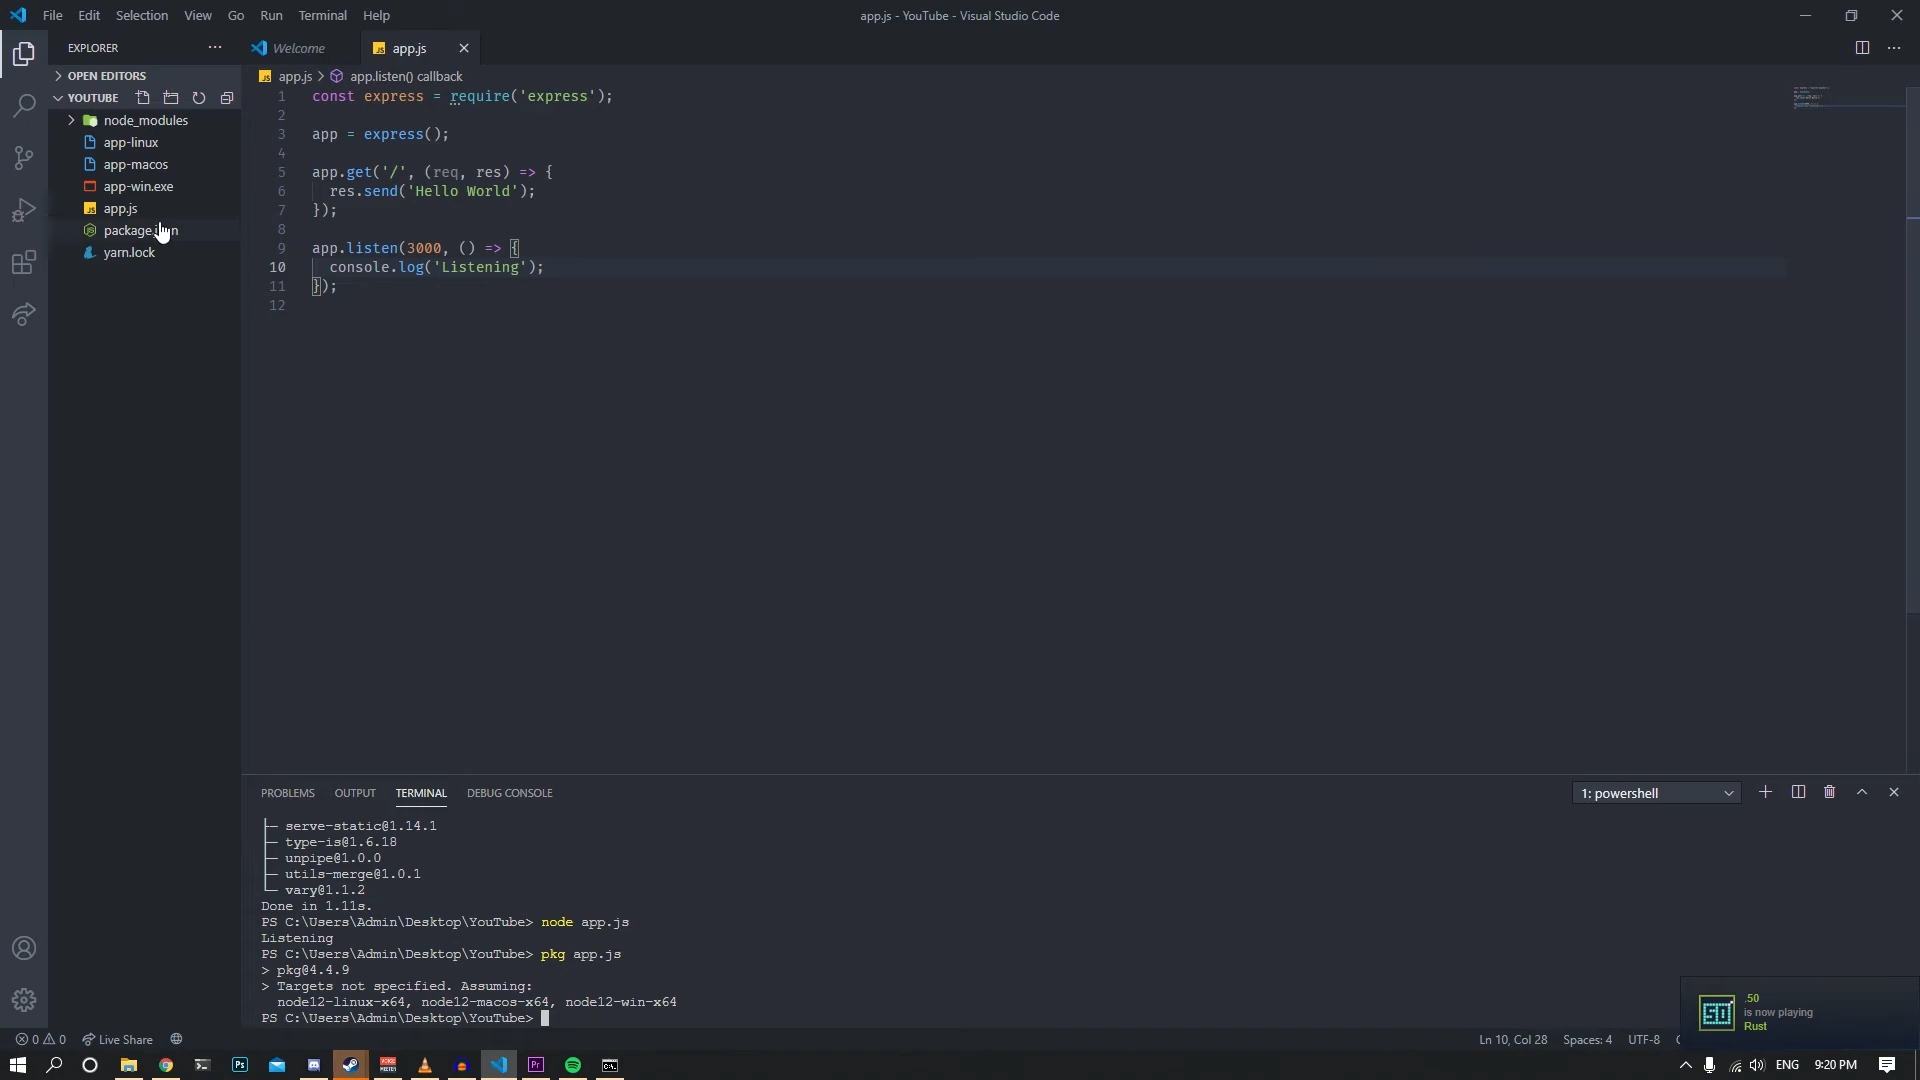 File Edit Selection View Go Run Terminal Help
app.js - YouTube - Visual Studio Code
EXPLORER
Welcome
app.js
OPEN EDITORS
app.js > app.listen() callback
YOUTUBE
node_modules
app-linux
app-macos
app-win.exe
app.js
yarn.lock
1 const express = require('express');
2
3 app = express();
4
5 app.get('/', (req, res) => {
6 res.send('Hello World');
7 });
8
9 app.listen(3000, () => {
10 console.log('Listening');
11 });
12
PROBLEMS OUTPUT TERMINAL DEBUG CONSOLE
1: powershell
├─ serve-static@1.14.1
├─ type-is@1.6.18
├─ unpipe@1.0.0
├─ utils-merge@1.0.1
└─ vary@1.1.2
Done in 1.11s.
PS C:\Users\Admin\Desktop\YouTube> node app.js
Listening
PS C:\Users\Admin\Desktop\YouTube> pkg app.js
> pkg@4.4.9
> Targets not specified. Assuming:
node12-linux-x64, node12-macos-x64, node12-win-x64
PS C:\Users\Admin\Desktop\YouTube>
.50
is now playing
Rust
0 0 Live Share
Ln 10, Col 28 Spaces: 4 UTF-8
Ps
Pr
ENG 9:20 PM